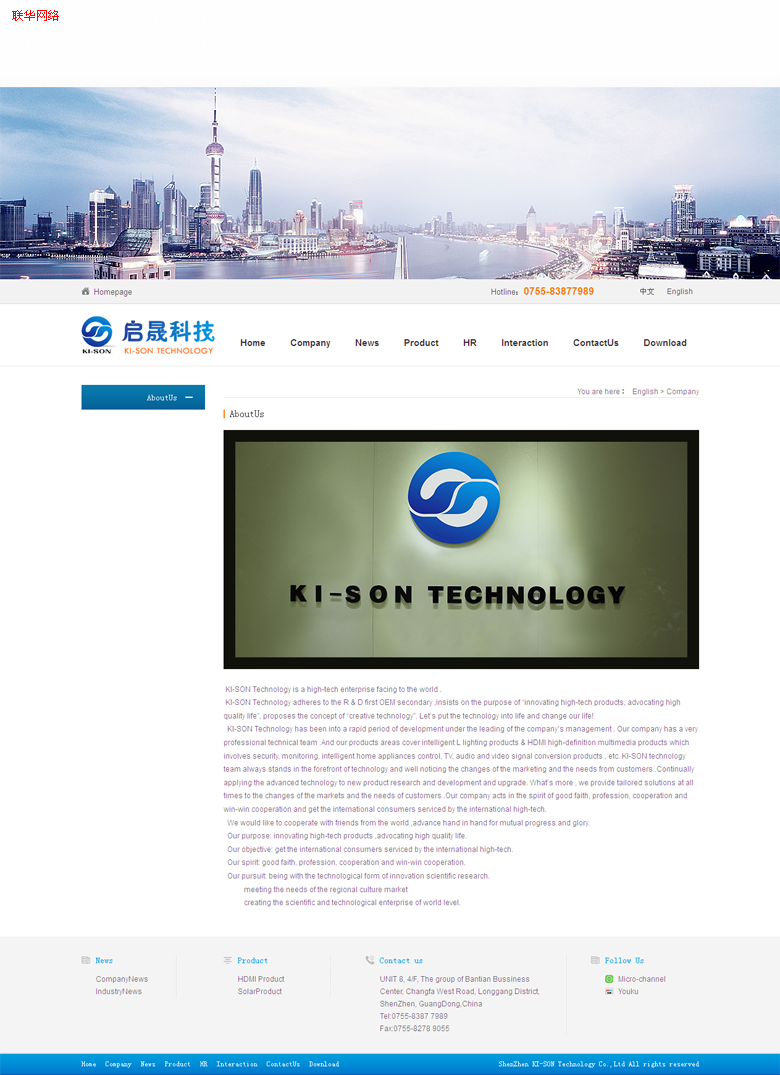 联华网络
Homepage
Hotline: 0755-83877989
中文 English
启晟科技
KI-SON
KI-SON TECHNOLOGY
Home Company News Product HR Interaction ContactUs Download
AboutUs
You are here： English > Company
AboutUs
KI-SON TECHNOLOGY
KI-SON Technology is a high-tech enterprise facing to the world .
KI-SON Technology adheres to the R & D first OEM secondary ,insists on the purpose of “innovating high-tech products, advocating high
quality life”, proposes the concept of “creative technology”. Let’s put the technology into life and change our life!
KI-SON Technology has been into a rapid period of development under the leading of the company’s management . Our company has a very
professional technical team .And our products areas cover intelligent L lighting products & HDMI high-definition multimedia products which
involves security, monitoring, intelligent home appliances control, TV, audio and video signal conversion products , etc. KI-SON technology
team always stands in the forefront of technology and well noticing the changes of the marketing and the needs from customers .Continually
applying the advanced technology to new product research and development and upgrade. What’s more , we provide tailored solutions at all
times to the changes of the markets and the needs of customers .Our company acts in the spirit of good faith, profession, cooperation and
win-win cooperation and get the international consumers serviced by the international high-tech.
We would like to cooperate with friends from the world ,advance hand in hand for mutual progress and glory.
Our purpose: innovating high-tech products ,advocating high quality life.
Our objective: get the international consumers serviced by the international high-tech.
Our spirit: good faith, profession, cooperation and win-win cooperation.
Our pursuit: being with the technological form of innovation scientific research.
meeting the needs of the regional culture market
creating the scientific and technological enterprise of world level.
News
CompanyNews
IndustryNews
Product
HDMI Product
SolarProduct
Contact us
UNIT 8, 4/F, The group of Bantian Bussiness
Center, Changfa West Road, Longgang District,
ShenZhen, GuangDong,China
Tel:0755-8387 7989
Fax:0755-8278 9055
Follow Us
Micro-channel
Youku
Home Company News Product HR Interaction ContactUs Download
ShenZhen KI-SON Technology Co.,Ltd All rights reserved